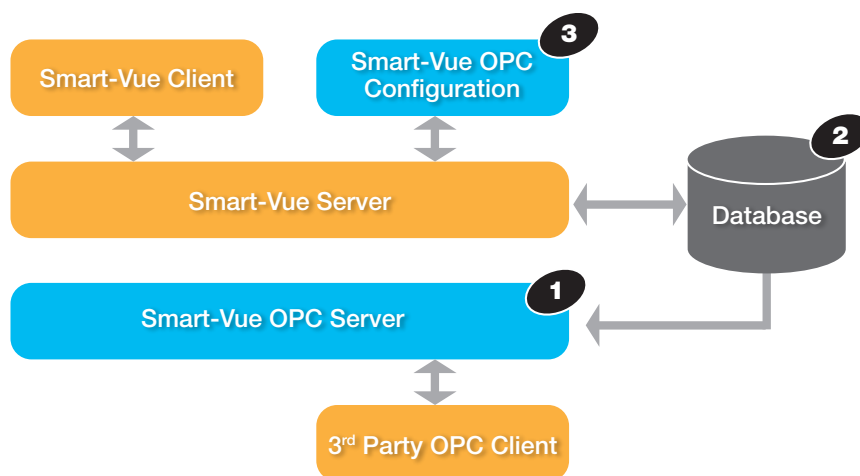 3
Smart-Vue Client
Smart-Vue OPC
Configuration
2
Smart-Vue Server
Database
1
Smart-Vue OPC Server
3rd Party OPC Client